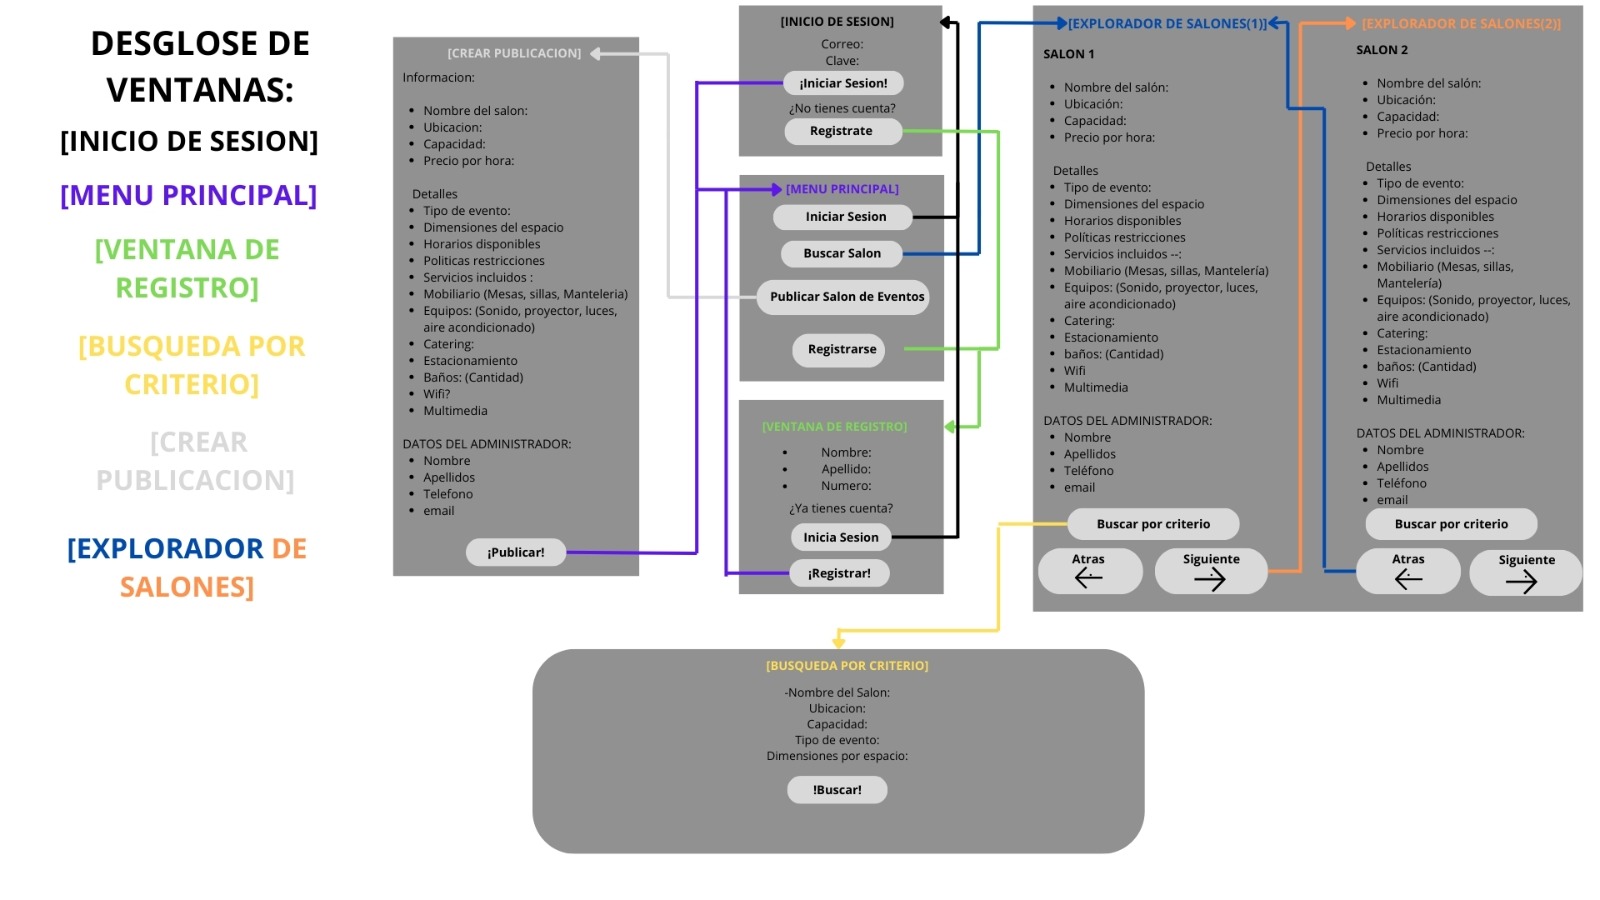 DESGLOSE DE
VENTANAS:
[INICIO DE SESION]
[MENU PRINCIPAL]
[VENTANA DE
REGISTRO]
[BUSQUEDA POR
CRITERIO]
[CREAR
PUBLICACION]
[EXPLORADOR DE
SALONES]
[CREAR PUBLICACION]
Informacion:
• Nombre del salon:
• Ubicacion:
• Capacidad:
• Precio por hora:
Detalles
• Tipo de evento:
• Dimensiones del espacio
• Horarios disponibles
• Politicas restricciones
• Servicios incluidos :
• Mobiliario (Mesas, sillas, Manteleria)
• Equipos: (Sonido, proyector, luces,
aire acondicionado)
• Catering:
• Estacionamiento
• Baños: (Cantidad)
• Wifi?
• Multimedia
DATOS DEL ADMINISTRADOR:
• Nombre
• Apellidos
• Telefono
• email
¡Publicar!
[INICIO DE SESION]
Correo:
Clave:
¡Iniciar Sesion!
¿No tienes cuenta?
Registrate
[MENU PRINCIPAL]
Iniciar Sesion
Buscar Salon
Publicar Salon de Eventos
Registrarse
[VENTANA DE REGISTRO]
• Nombre:
• Apellido:
• Numero:
¿Ya tienes cuenta?
Inicia Sesion
¡Registrar!
[EXPLORADOR DE SALONES(1)]
SALON 1
• Nombre del salón:
• Ubicación:
• Capacidad:
• Precio por hora:
Detalles
• Tipo de evento:
• Dimensiones del espacio
• Horarios disponibles
• Políticas restricciones
• Servicios incluidos --:
• Mobiliario (Mesas, sillas, Mantelería)
• Equipos: (Sonido, proyector, luces,
aire acondicionado)
• Catering:
• Estacionamiento
• baños: (Cantidad)
• Wifi
• Multimedia
DATOS DEL ADMINISTRADOR:
• Nombre
• Apellidos
• Teléfono
• email
Buscar por criterio
Atras
Siguiente
[EXPLORADOR DE SALONES(2)]
SALON 2
• Nombre del salón:
• Ubicación:
• Capacidad:
• Precio por hora:
Detalles
• Tipo de evento:
• Dimensiones del espacio
• Horarios disponibles
• Políticas restricciones
• Servicios incluidos --:
• Mobiliario (Mesas, sillas,
Mantelería)
• Equipos: (Sonido, proyector, luces,
aire acondicionado)
• Catering:
• Estacionamiento
• baños: (Cantidad)
• Wifi
• Multimedia
DATOS DEL ADMINISTRADOR:
• Nombre
• Apellidos
• Teléfono
• email
Buscar por criterio
Atras
Siguiente
[BUSQUEDA POR CRITERIO]
-Nombre del Salon:
Ubicacion:
Capacidad:
Tipo de evento:
Dimensiones por espacio:
!Buscar!